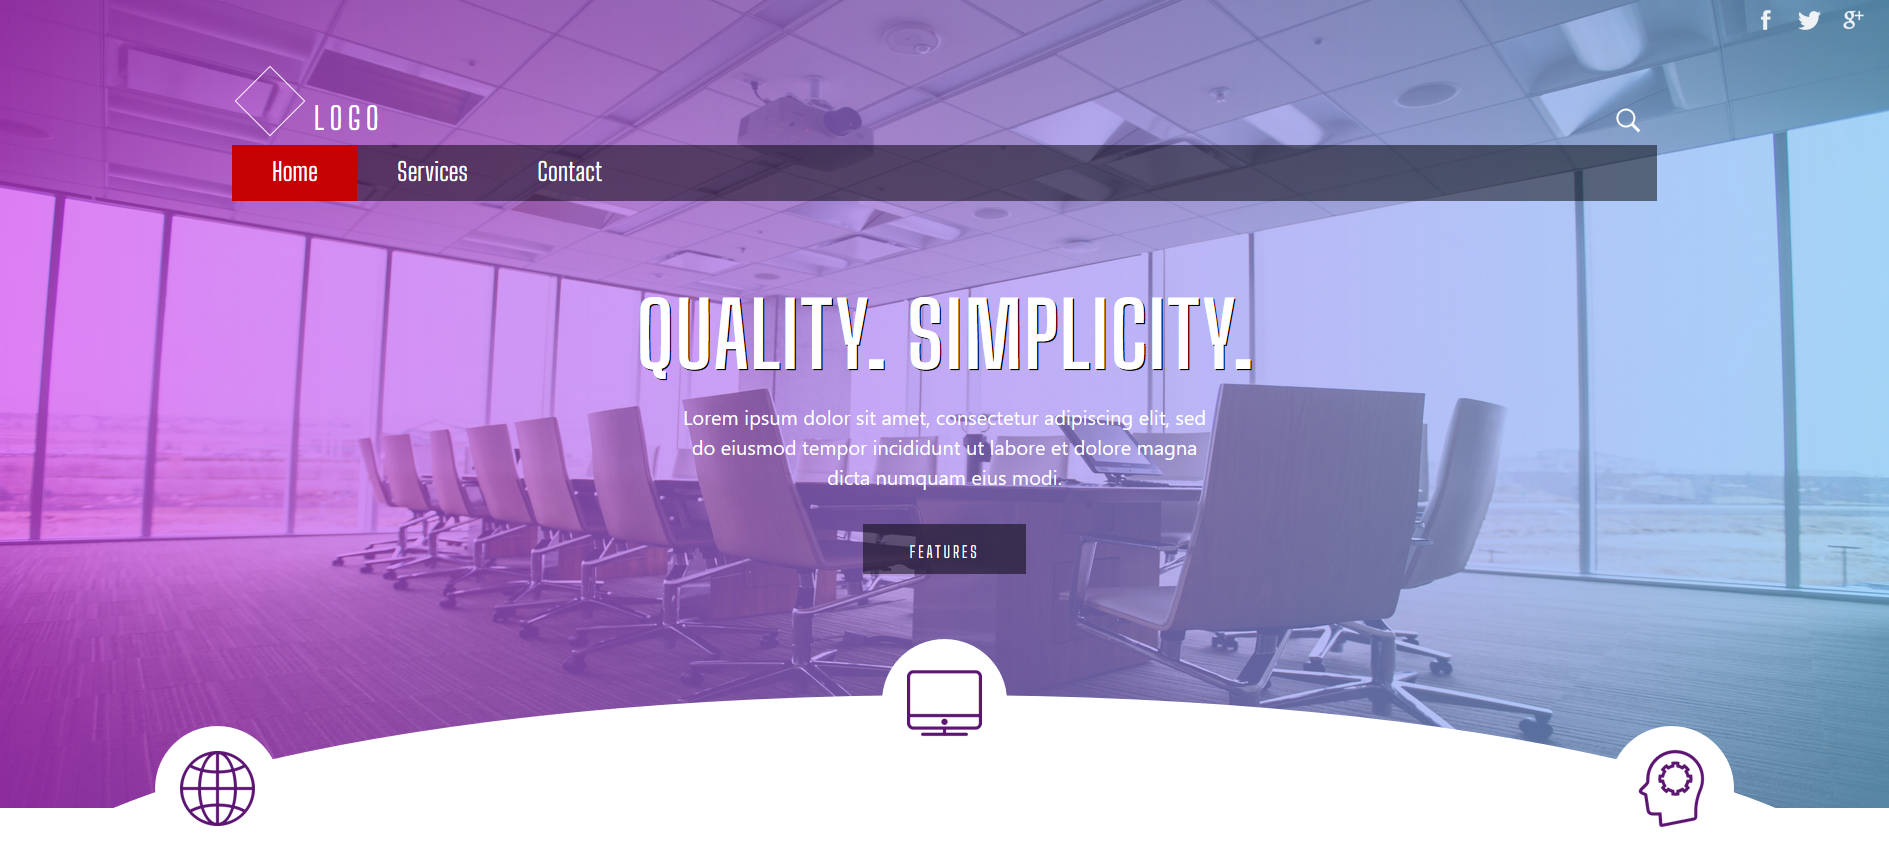 LOGO
Home Services Contact
QUALITY. SIMPLICITY.
Lorem ipsum dolor sit amet, consectetur adipiscing elit, sed
do eiusmod tempor incididunt ut labore et dolore magna
dicta numquam eius modi.
FEATURES